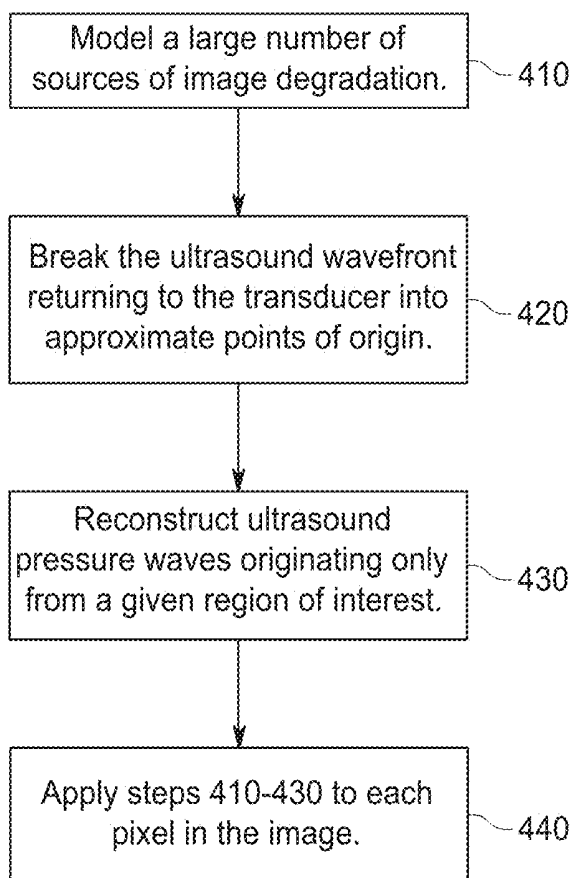 Model a large number of
sources of image degradation.
410
Break the ultrasound wavefront
returning to the transducer into
approximate points of origin.
420
Reconstruct ultrasound
pressure waves originating only
from a given region of interest.
430
Apply steps 410-430 to each
pixel in the image.
440